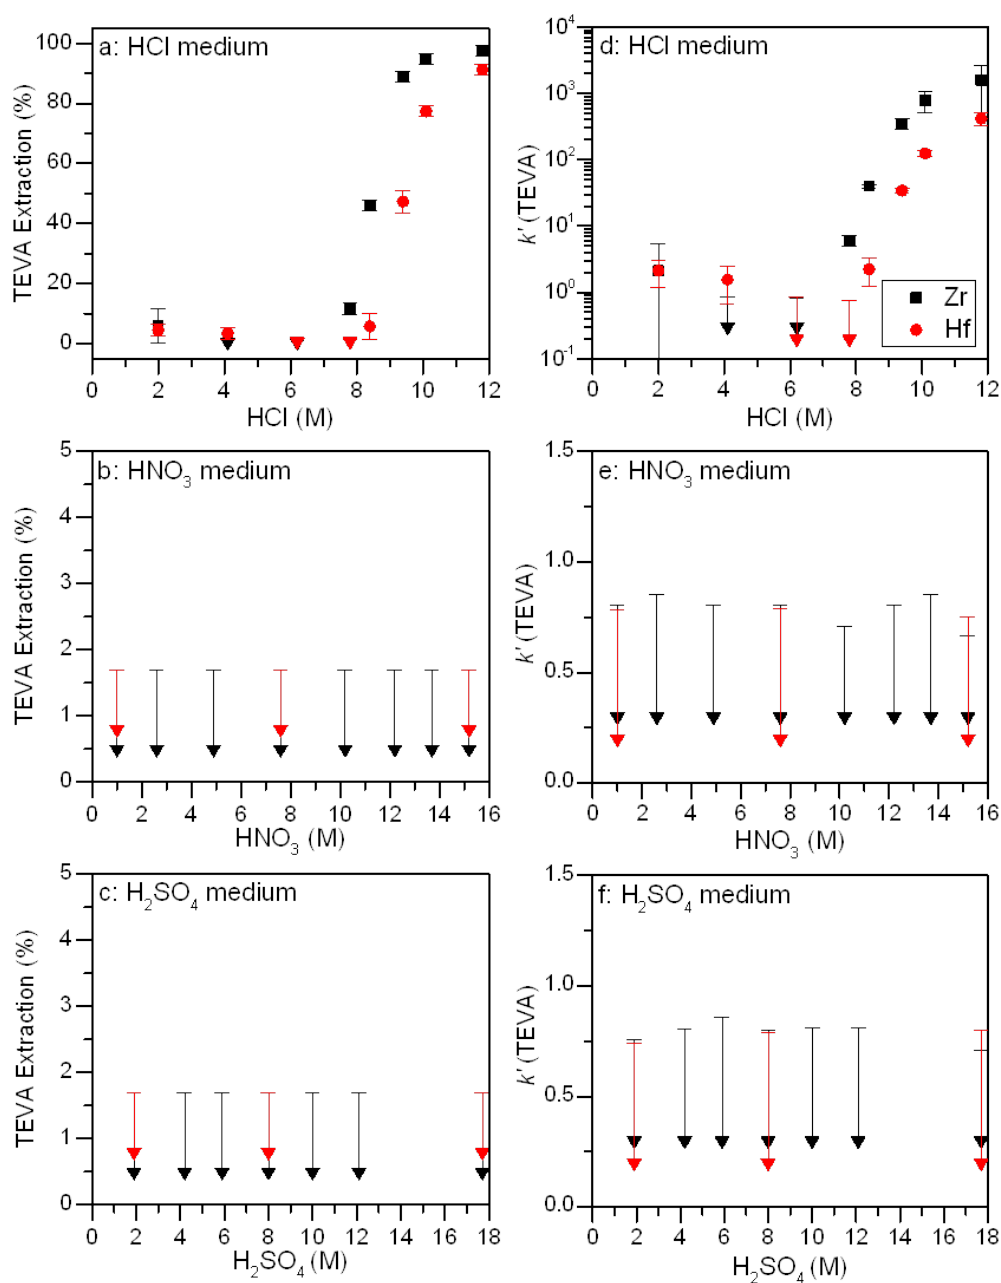 a: HCl medium
TEVA Extraction (%)
100
80
60
40
20
0
0 2 4 6 8 10 12
HCl (M)
d: HCl medium
k' (TEVA)
10⁴
10³
10²
10¹
10⁰
10⁻¹
Zr
Hf
0 2 4 6 8 10 12
HCl (M)
b: HNO₃ medium
TEVA Extraction (%)
5
4
3
2
1
0
0 2 4 6 8 10 12 14 16
HNO₃ (M)
e: HNO₃ medium
k' (TEVA)
1.5
1.0
0.5
0.0
0 2 4 6 8 10 12 14 16
HNO₃ (M)
c: H₂SO₄ medium
TEVA Extraction (%)
5
4
3
2
1
0
0 2 4 6 8 10 12 14 16 18
H₂SO₄ (M)
f: H₂SO₄ medium
k' (TEVA)
1.5
1.0
0.5
0.0
0 2 4 6 8 10 12 14 16 18
H₂SO₄ (M)